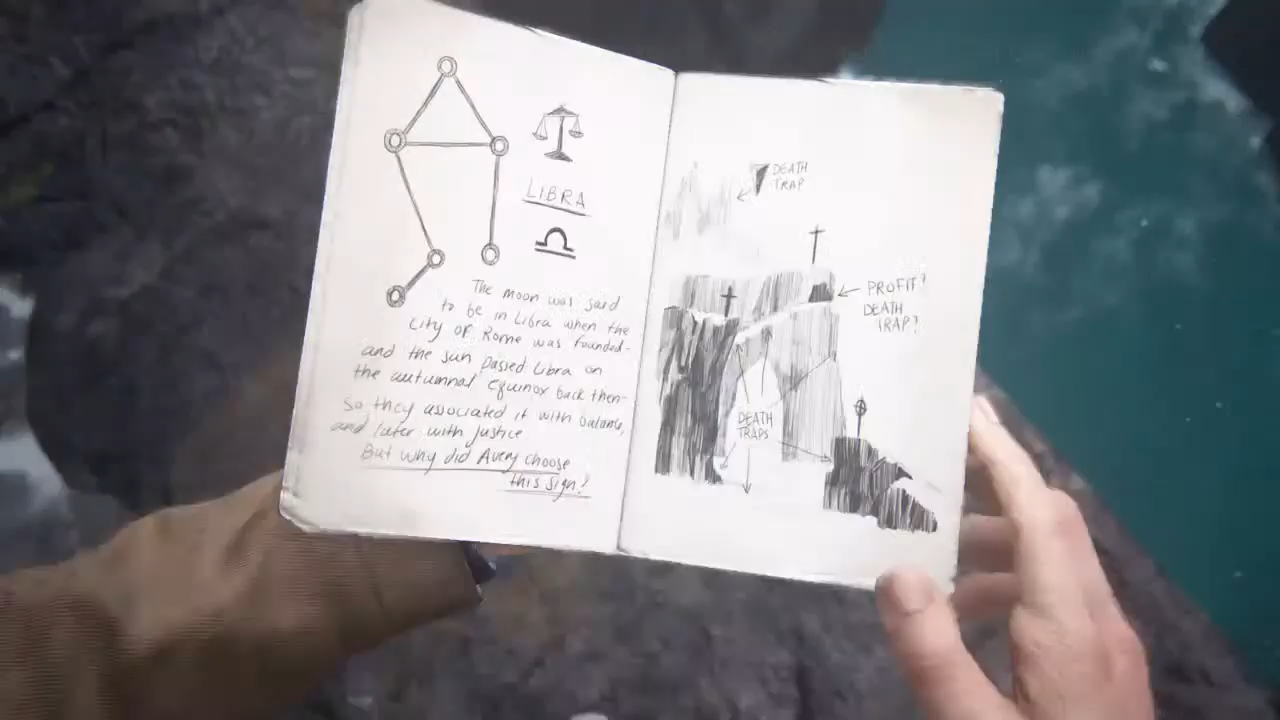 LIBRA
The moon was said
to be in Libra when the
City of Rome was founded-
and the sun passed Libra on
the autumnal equinox back then-
so they associated it with balance,
and later with justice
But why did Avery choose
this sign?
DEATH
TRAP
PROFIT?
DEATH
TRAP?
DEATH
TRAPS